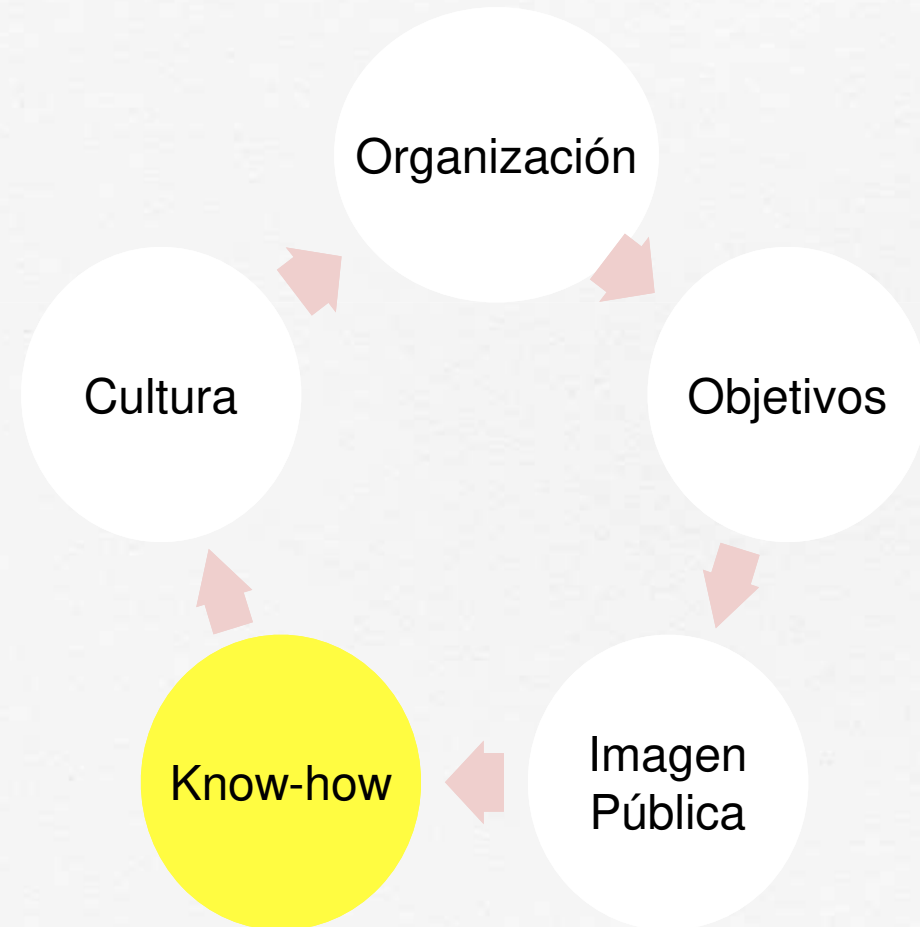 Organización
Cultura
Objetivos
Know-how
Imagen
Pública